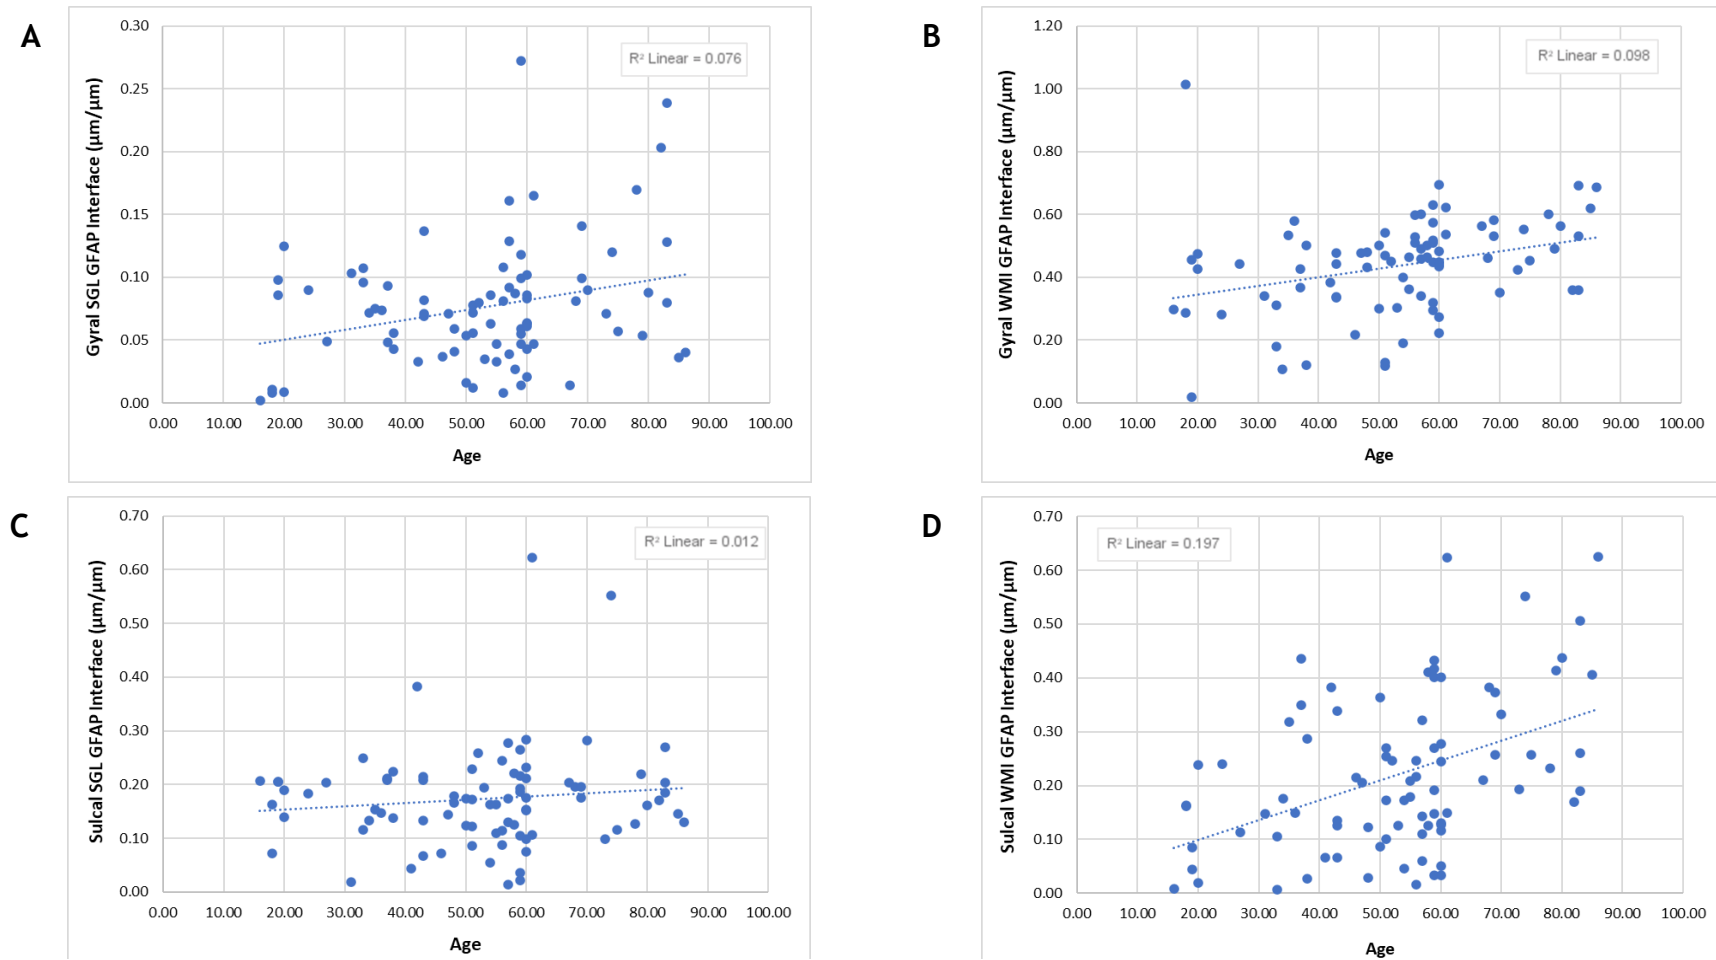 A
Gyral SGL GFAP Interface (µm/µm)
0.30
0.25
0.20
0.15
0.10
0.05
0.00
R² Linear = 0.076
0.00 10.00 20.00 30.00 40.00 50.00 60.00 70.00 80.00 90.00 100.00
Age
B
Gyral WMI GFAP Interface (µm/µm)
1.20
1.00
0.80
0.60
0.40
0.20
0.00
R² Linear = 0.098
0.00 10.00 20.00 30.00 40.00 50.00 60.00 70.00 80.00 90.00 100.00
Age
C
Sulcal SGL GFAP Interface (µm/µm)
0.70
0.60
0.50
0.40
0.30
0.20
0.10
0.00
R² Linear = 0.012
0.00 10.00 20.00 30.00 40.00 50.00 60.00 70.00 80.00 90.00 100.00
Age
D
Sulcal WMI GFAP Interface (µm/µm)
0.70
0.60
0.50
0.40
0.30
0.20
0.10
0.00
R² Linear = 0.197
0.00 10.00 20.00 30.00 40.00 50.00 60.00 70.00 80.00 90.00 100.00
Age